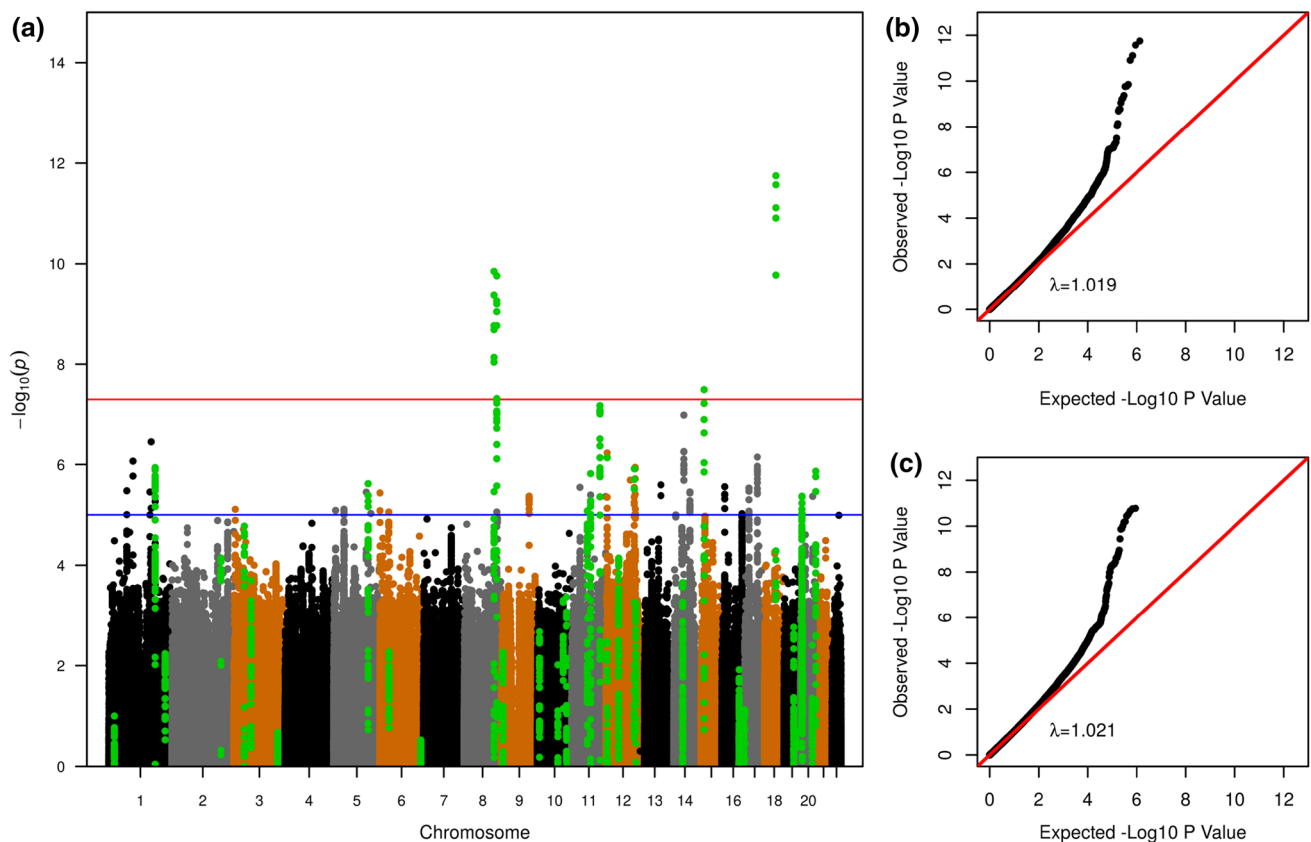 (a)
14
12
10
8
6
4
2
0
−log10(p)
1 2 3 4 5 6 7 8 9 10 11 12 13 14 16 18 20
Chromosome
(b)
12
10
8
6
4
2
0
Observed -Log10 P Value
λ=1.019
0 2 4 6 8 10 12
Expected -Log10 P Value
(c)
12
10
8
6
4
2
0
Observed -Log10 P Value
λ=1.021
0 2 4 6 8 10 12
Expected -Log10 P Value